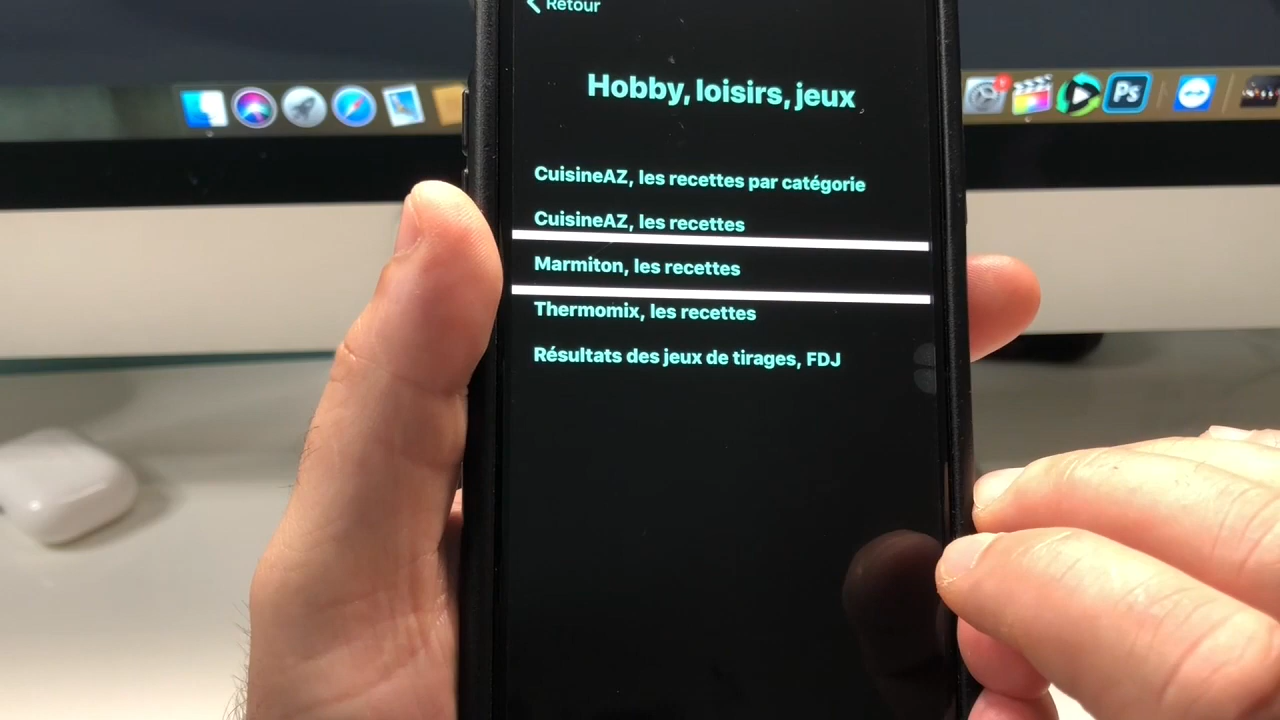 Retour
Hobby, loisirs, jeux
CuisineAZ, les recettes par catégorie
CuisineAZ, les recettes
Marmiton, les recettes
Thermomix, les recettes
Résultats des jeux de tirages, FDJ
Ps